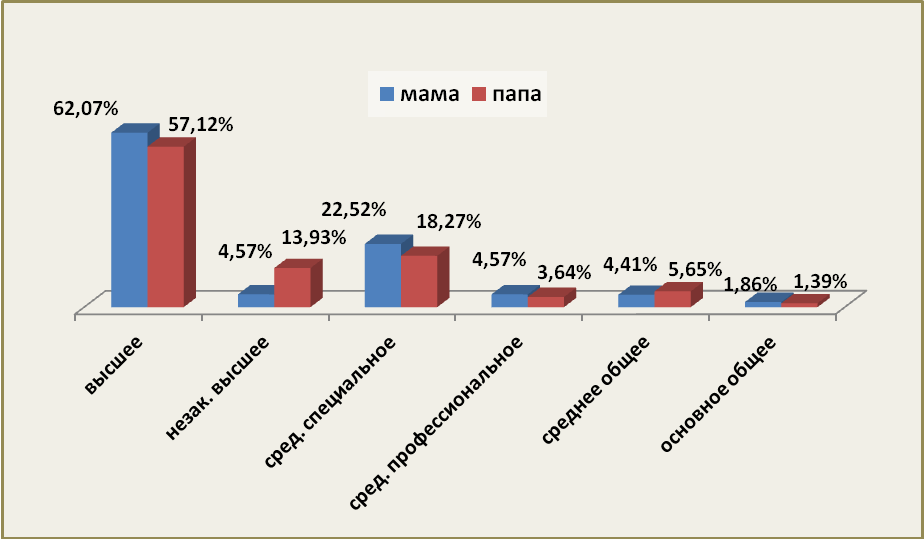 мама папа
62,07% 57,12%
4,57% 13,93%
22,52% 18,27%
4,57% 3,64%
4,41% 5,65%
1,86% 1,39%
высшее
незак. высшее
сред. специальное
сред. профессиональное
среднее общее
основное общее